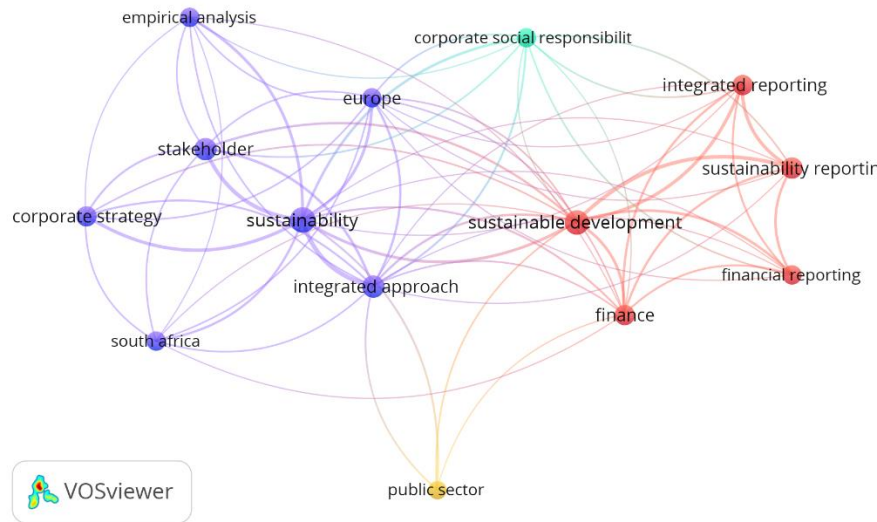 empirical analysis
corporate social responsibilit
integrated reporting
europe
stakeholder
sustainability reportin
corporate strategy
sustainability
sustainable development
integrated approach
financial reporting
south africa
finance
public sector
VOSviewer